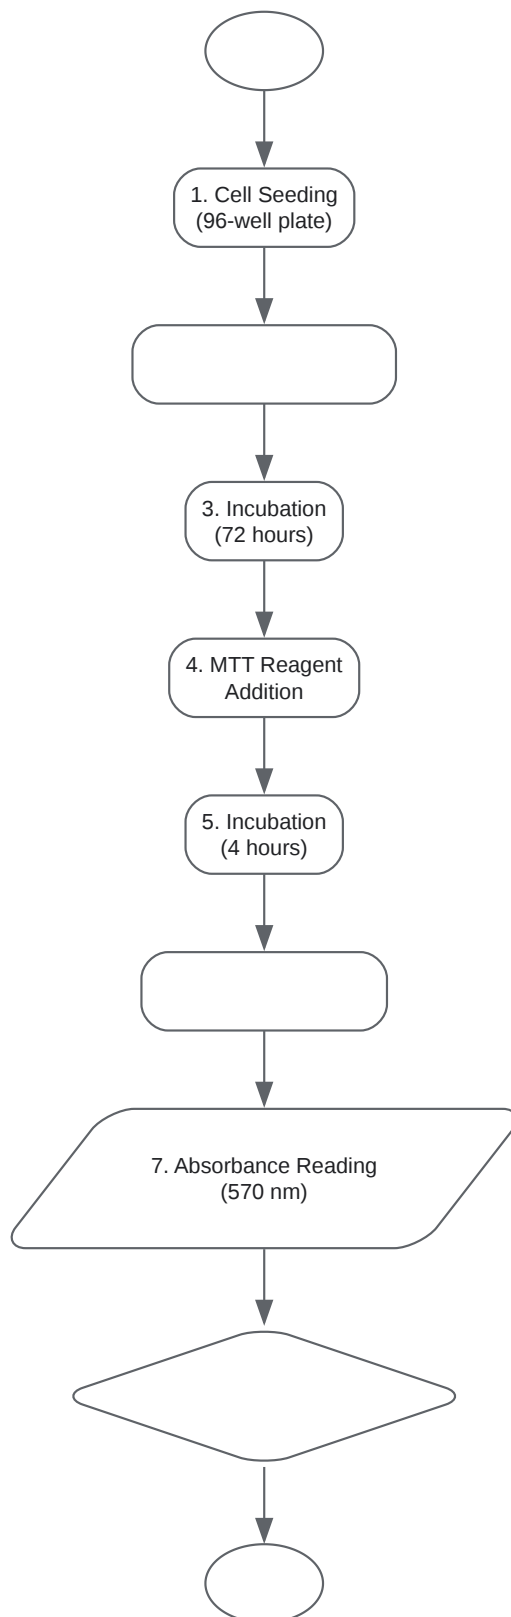 1. Cell Seeding
(96-well plate)
3. Incubation
(72 hours)
4. MTT Reagent
Addition
5. Incubation
(4 hours)
7. Absorbance Reading
(570 nm)